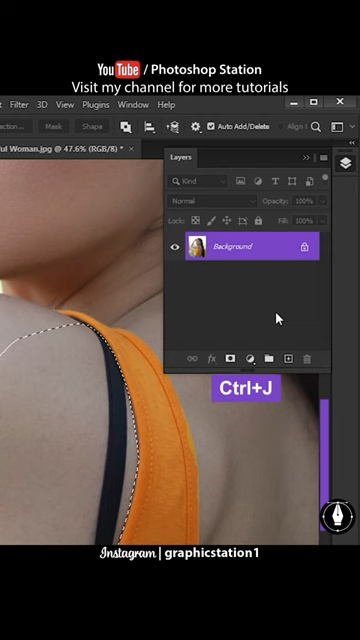 YouTube / Photoshop Station
Visit my channel for more tutorials
Filter 3D View Plugins Window Help
Mask Shape Auto Add/Delete Align
ful Woman.jpg @ 47.6% (RGB/8) *
Layers
Kind
Normal Opacity: 100%
Lock: Fill: 100%
Background
Ctrl+J
Instagram | graphicstation1